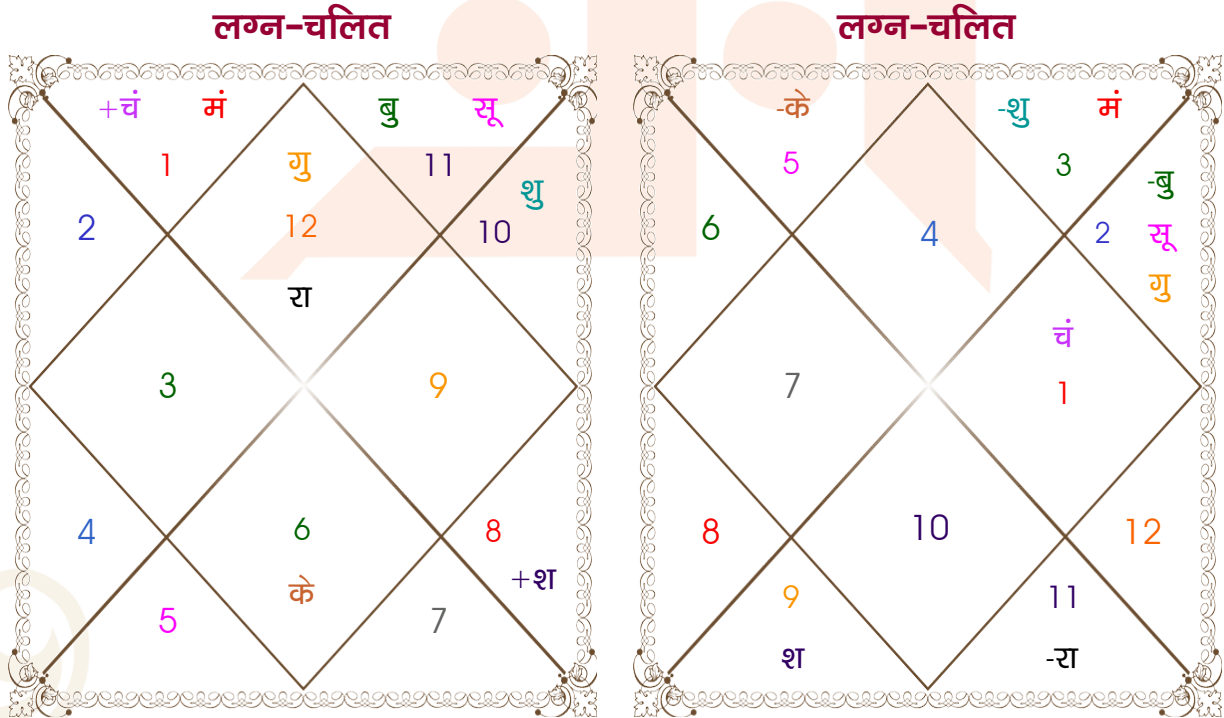 लग्न-चलित
+चं मं बु सू
1 गु 11 शु
2 12 10
रा
3 9
4 6 8
के +श
5 7
लग्न-चलित
-के -शु मं
5 3 -बु
6 4 2 सू
गु
चं
7 1
8 10 12
9 11
श -रा